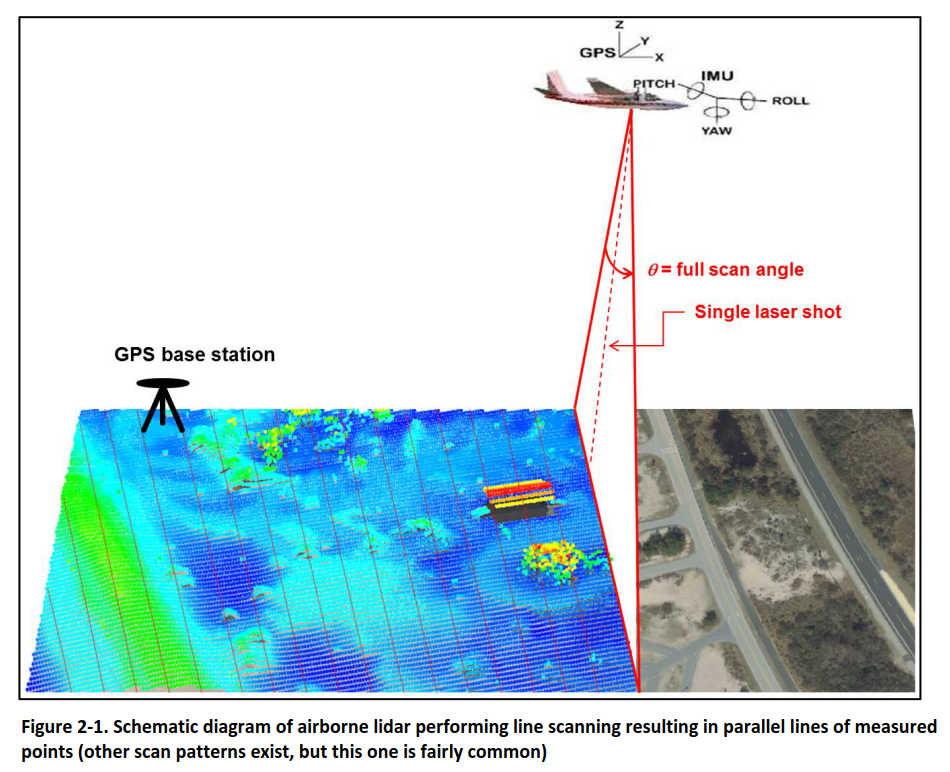 Z
Y
GPS
X
IMU
PITCH
ROLL
YAW
θ = full scan angle
Single laser shot
GPS base station
Figure 2-1. Schematic diagram of airborne lidar performing line scanning resulting in parallel lines of measured
points (other scan patterns exist, but this one is fairly common)